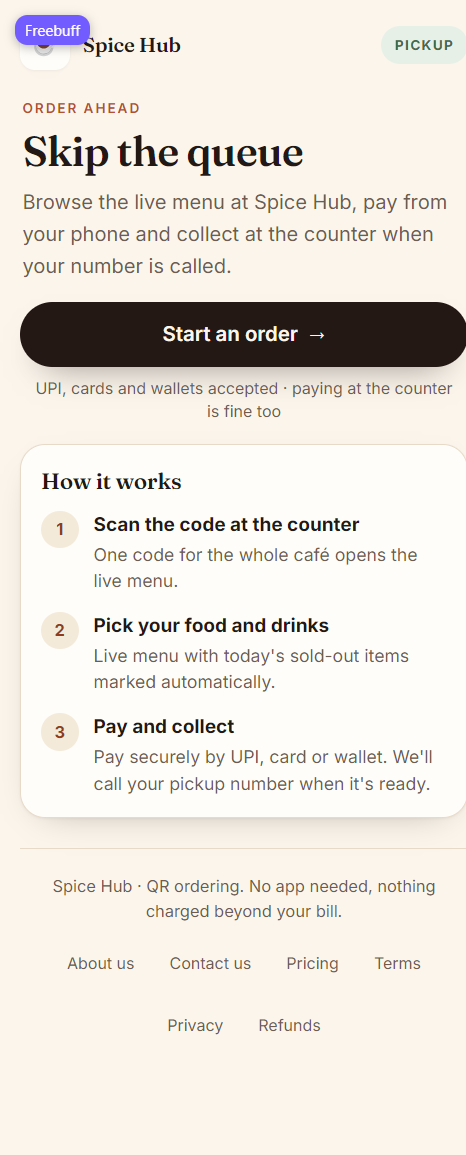 Freebuff
Spice Hub
PICKUP
ORDER AHEAD
Skip the queue
Browse the live menu at Spice Hub, pay from
your phone and collect at the counter when
your number is called.
Start an order →
UPI, cards and wallets accepted · paying at the counter
is fine too
How it works
1
Scan the code at the counter
One code for the whole café opens the
live menu.
2
Pick your food and drinks
Live menu with today's sold-out items
marked automatically.
3
Pay and collect
Pay securely by UPI, card or wallet. We'll
call your pickup number when it's ready.
Spice Hub · QR ordering. No app needed, nothing
charged beyond your bill.
About us Contact us Pricing Terms
Privacy Refunds